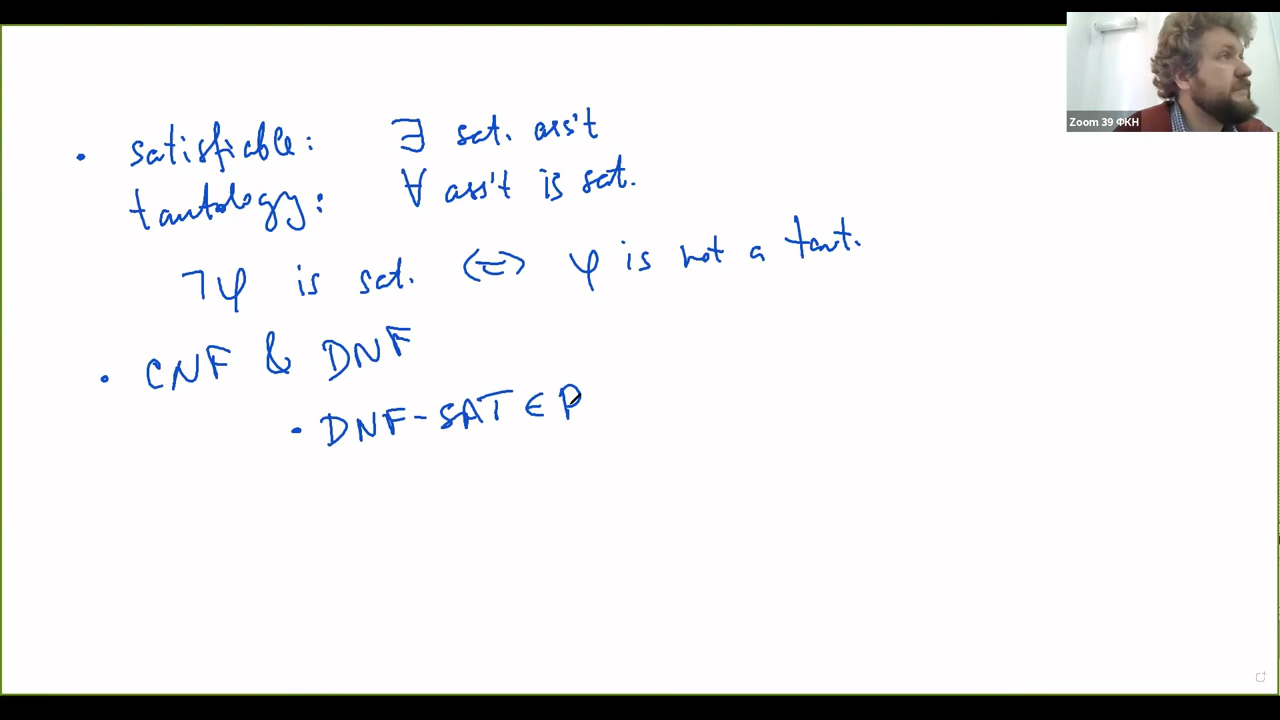 • satisfiable: ∃ sat. ass't
tautology: ∀ ass't is sat.
¬φ is sat. ⇔ φ is not a taut.
• CNF & DNF
• DNF-SAT ∈ P
Zoom 39 ФКН